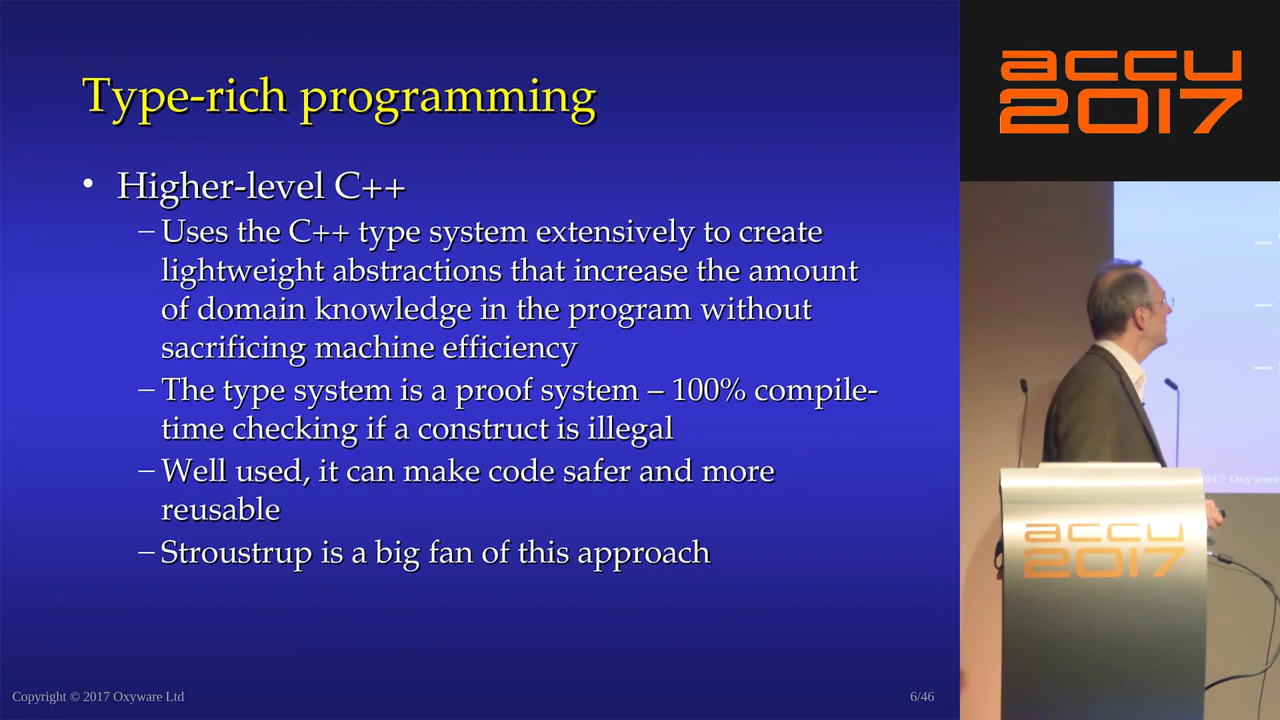 Type-rich programming
• Higher-level C++
– Uses the C++ type system extensively to create
lightweight abstractions that increase the amount
of domain knowledge in the program without
sacrificing machine efficiency
– The type system is a proof system – 100% compile-
time checking if a construct is illegal
– Well used, it can make code safer and more
reusable
– Stroustrup is a big fan of this approach
Copyright © 2017 Oxyware Ltd
6/46
accu
2017
2017 Oxyware
accu
2017